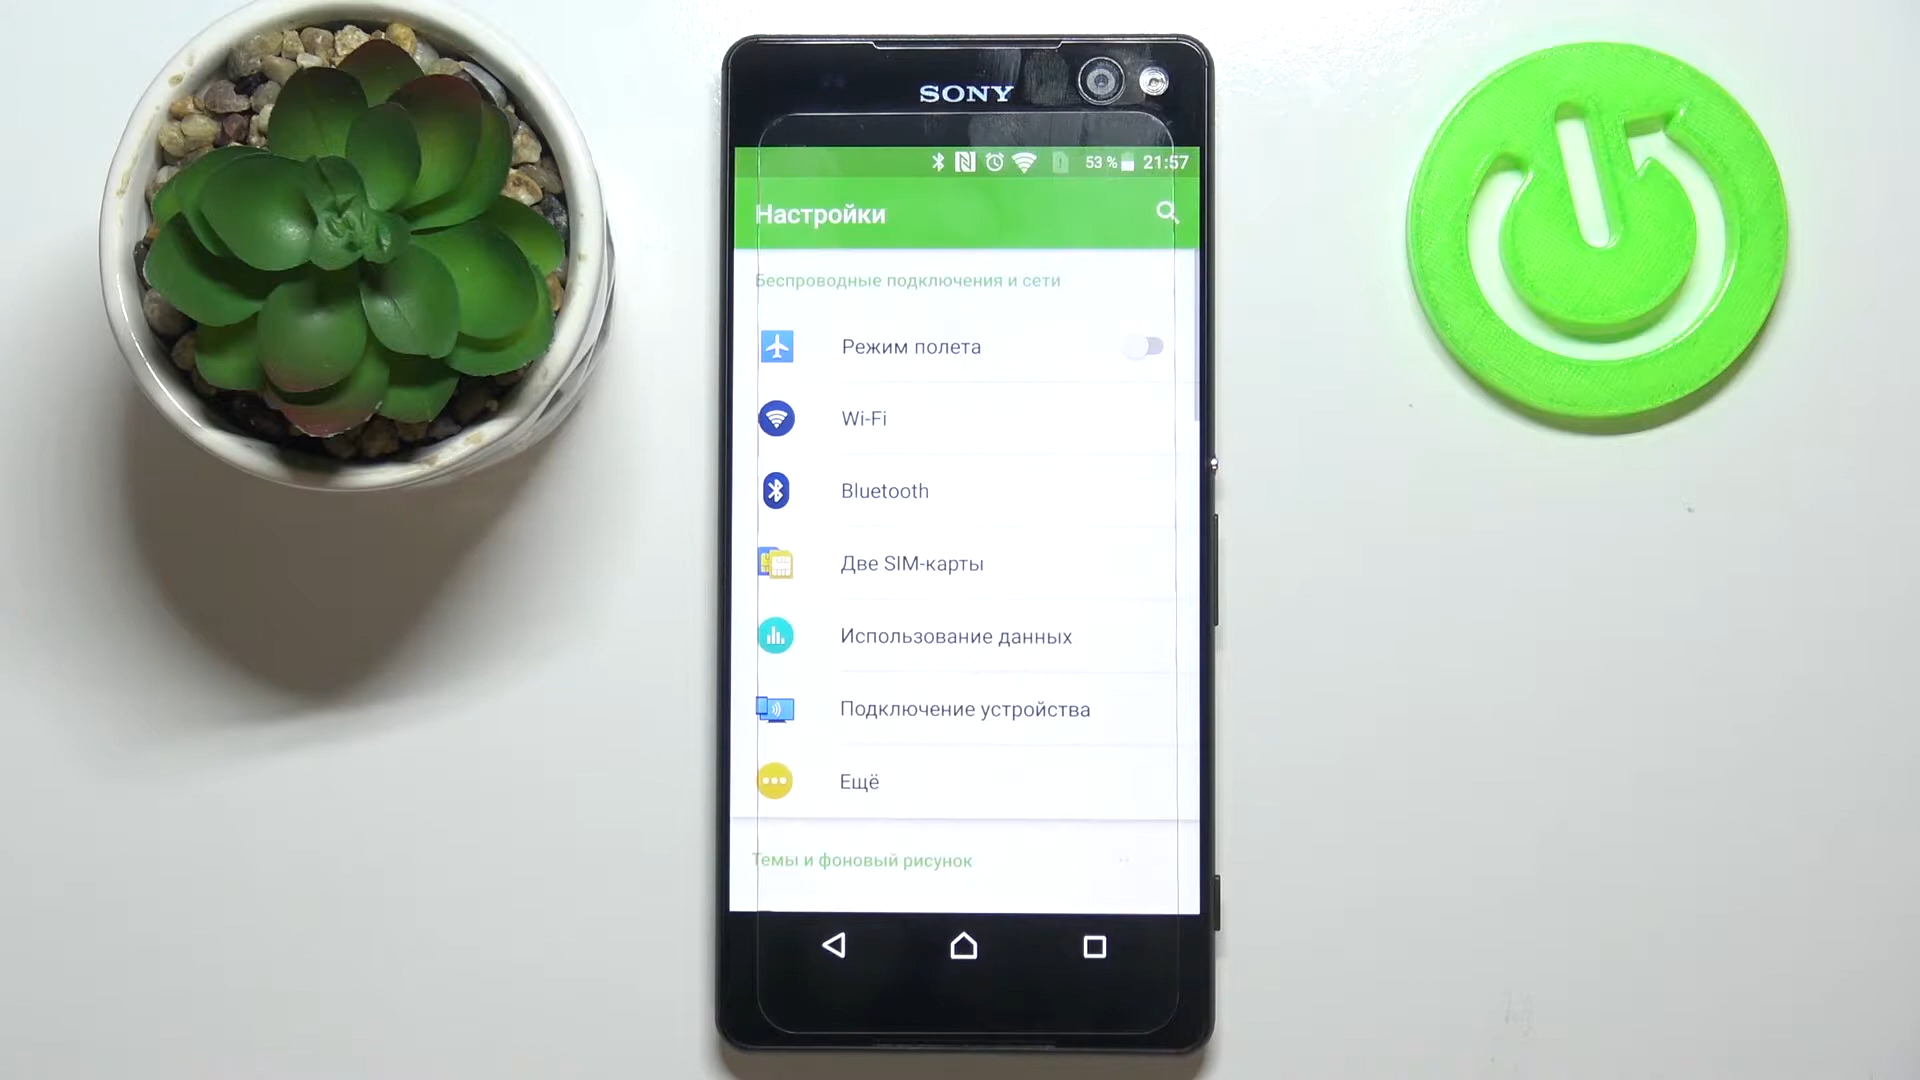 SONY
53 % 21:57
Настройки
Беспроводные подключения и сети
Режим полета
Wi-Fi
Bluetooth
Две SIM-карты
Использование данных
Подключение устройства
Ещё
Темы и фоновый рисунок